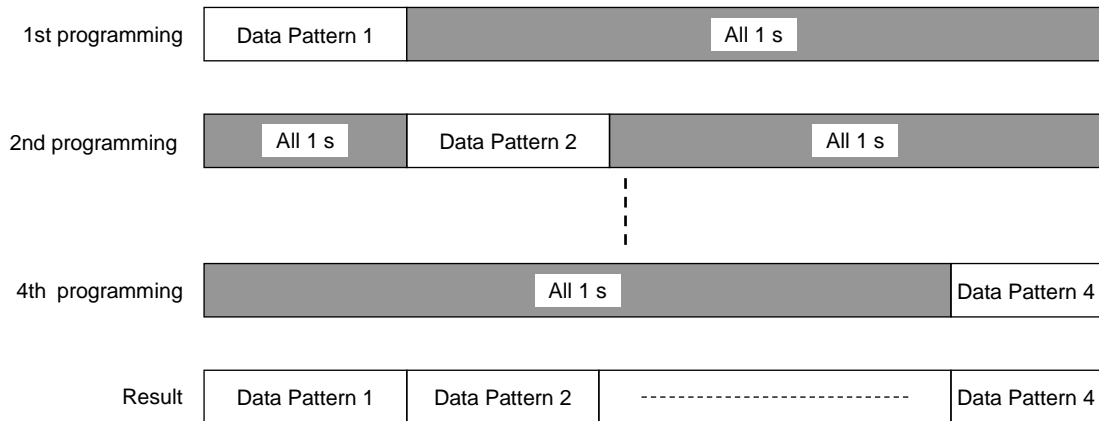 1st programming Data Pattern 1 All 1 s
2nd programming All 1 s Data Pattern 2 All 1 s
4th programming All 1 s Data Pattern 4
Result Data Pattern 1 Data Pattern 2 Data Pattern 4